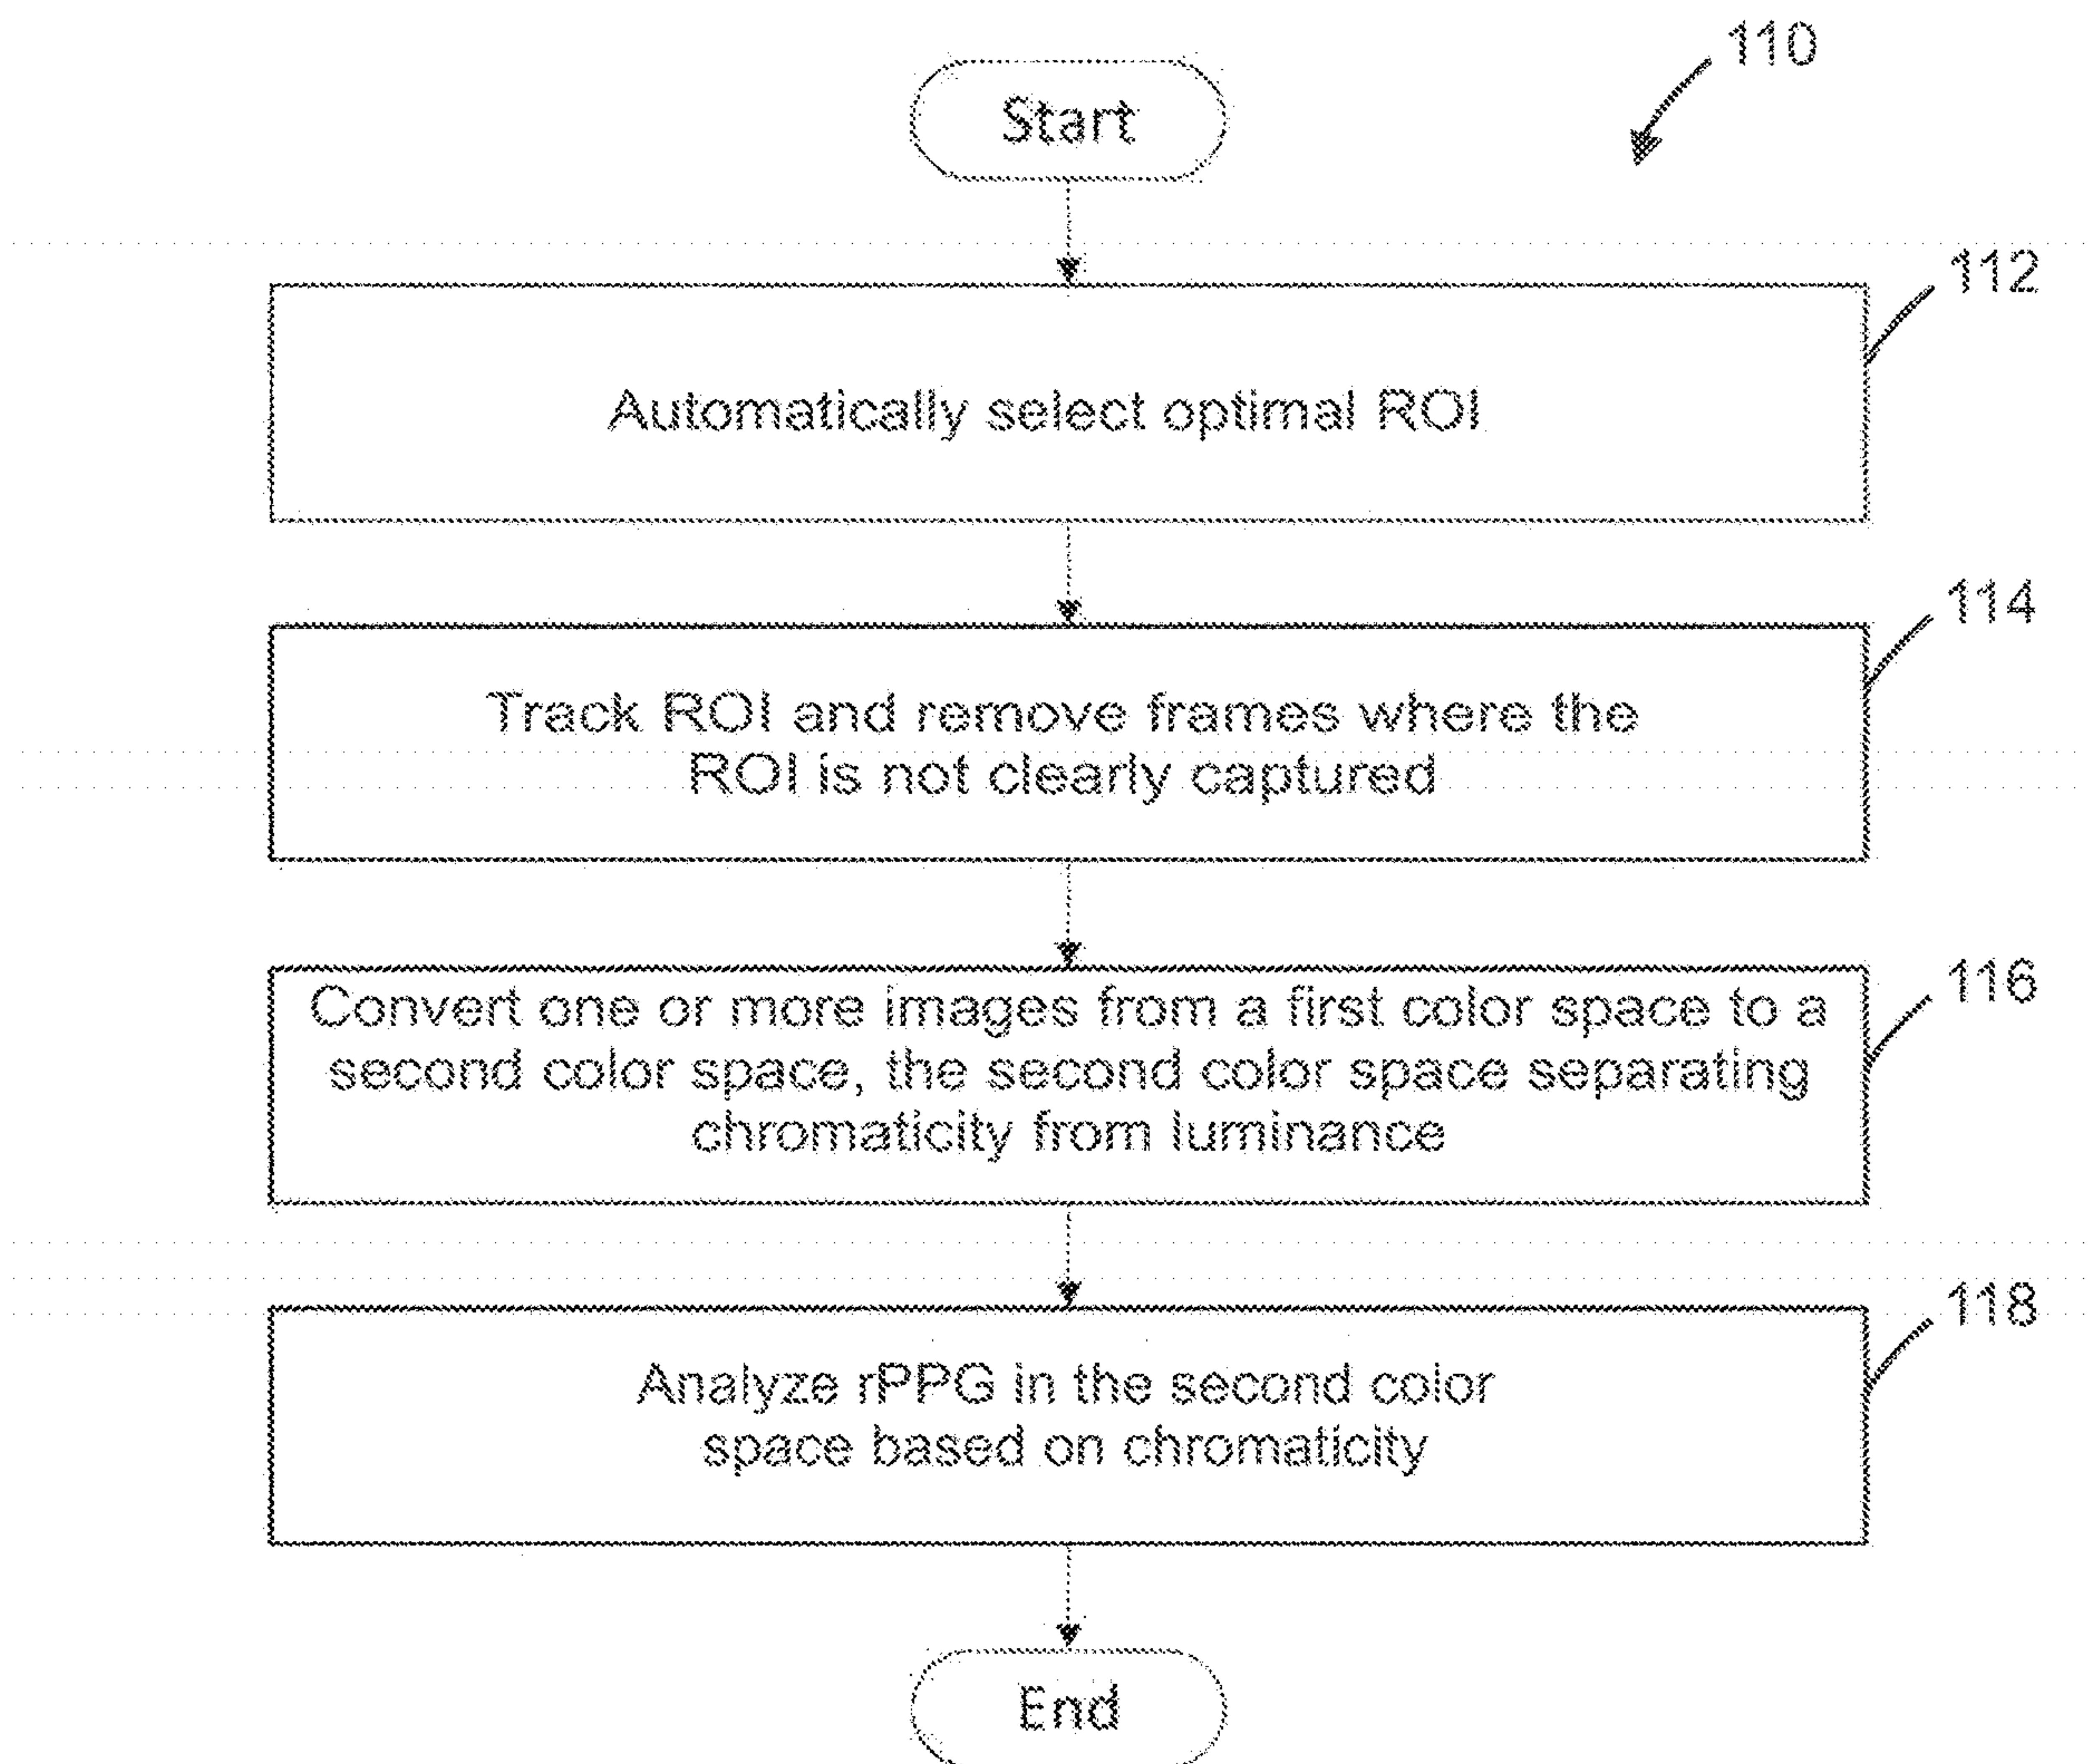 110
Start
112
Automatically select optimal ROI
114
Track ROI and remove frames where the
ROI is not clearly captured
116
Convert one or more images from a first color space to a
second color space, the second color space separating
chromaticity from luminance
118
Analyze rPPG in the second color
space based on chromaticity
End